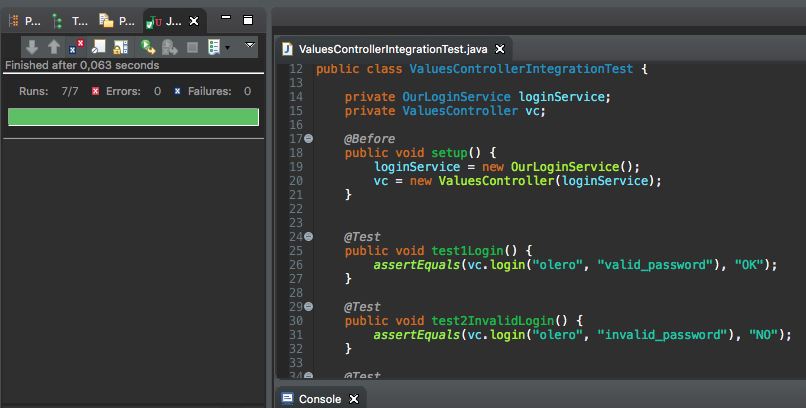 P... T... P... JU J...
Finished after 0,063 seconds
Runs: 7/7 Errors: 0 Failures: 0
ValuesControllerIntegrationTest.java
12 public class ValuesControllerIntegrationTest {
13
14 private OurLoginService loginService;
15 private ValuesController vc;
16
17 @Before
18 public void setup() {
19 loginService = new OurLoginService();
20 vc = new ValuesController(loginService);
21 }
22
23
24 @Test
25 public void test1Login() {
26 assertEquals(vc.login("olero", "valid_password"), "OK");
27 }
28
29 @Test
30 public void test2InvalidLogin() {
31 assertEquals(vc.login("olero", "invalid_password"), "NO");
32 }
33
34 @Test
Console